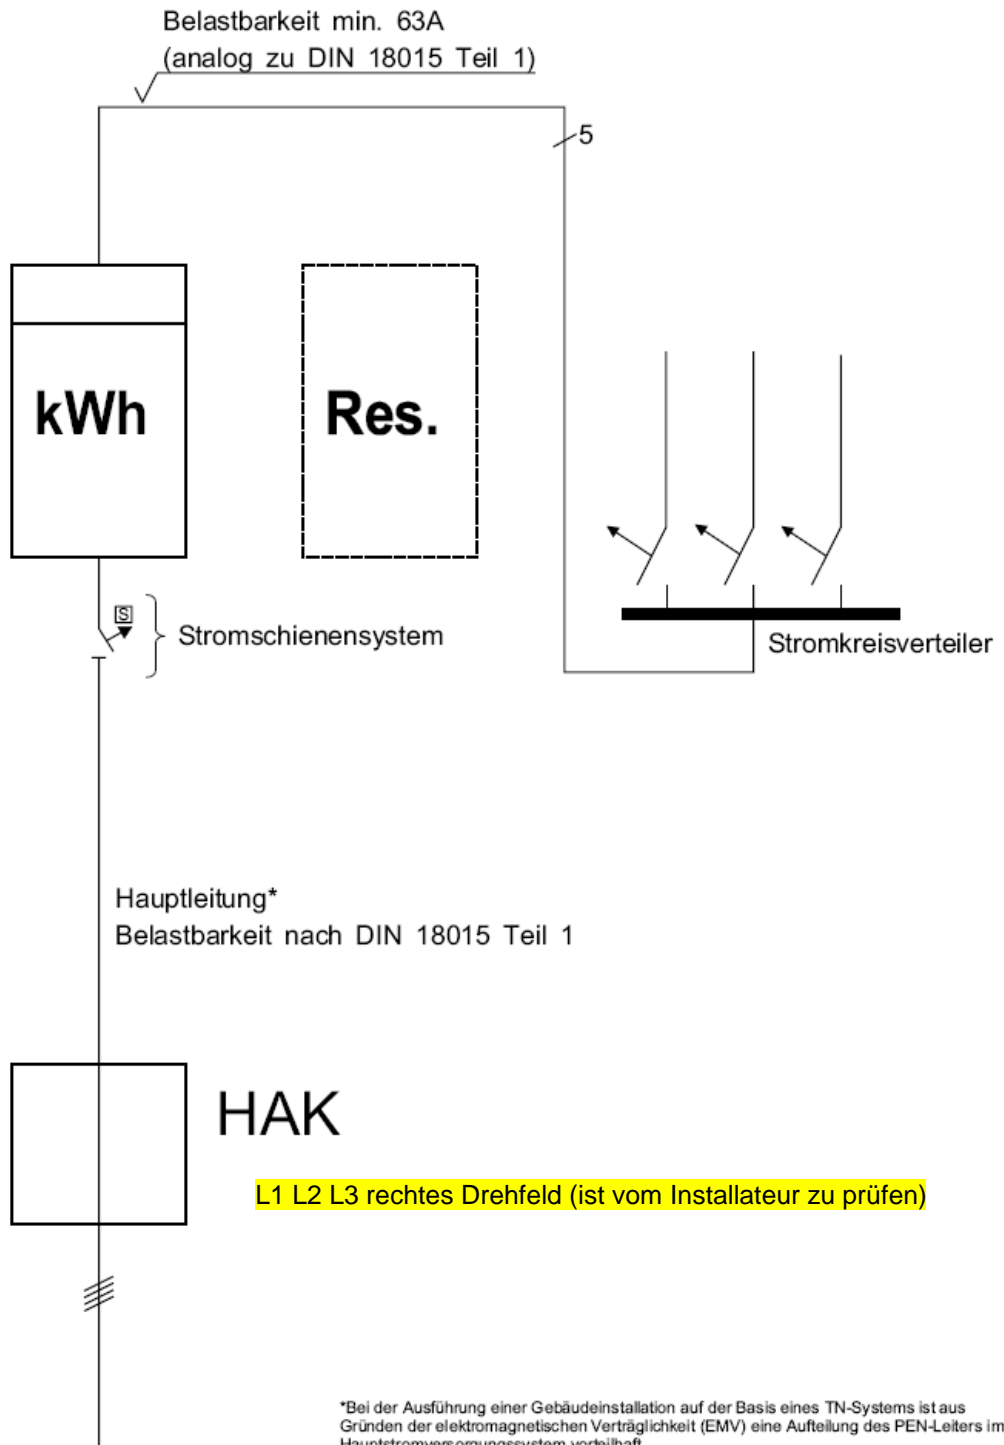 Belastbarkeit min. 63A
(analog zu DIN 18015 Teil 1)
5
kWh
Res.
S
Stromschienensystem
Stromkreisverteiler
Hauptleitung*
Belastbarkeit nach DIN 18015 Teil 1
HAK
L1 L2 L3 rechtes Drehfeld (ist vom Installateur zu prüfen)
*Bei der Ausführung einer Gebäudeinstallation auf der Basis eines TN-Systems ist aus
Gründen der elektromagnetischen Verträglichkeit (EMV) eine Aufteilung des PEN-Leiters im
Hauptstromversorgungssystem vorteilhaft